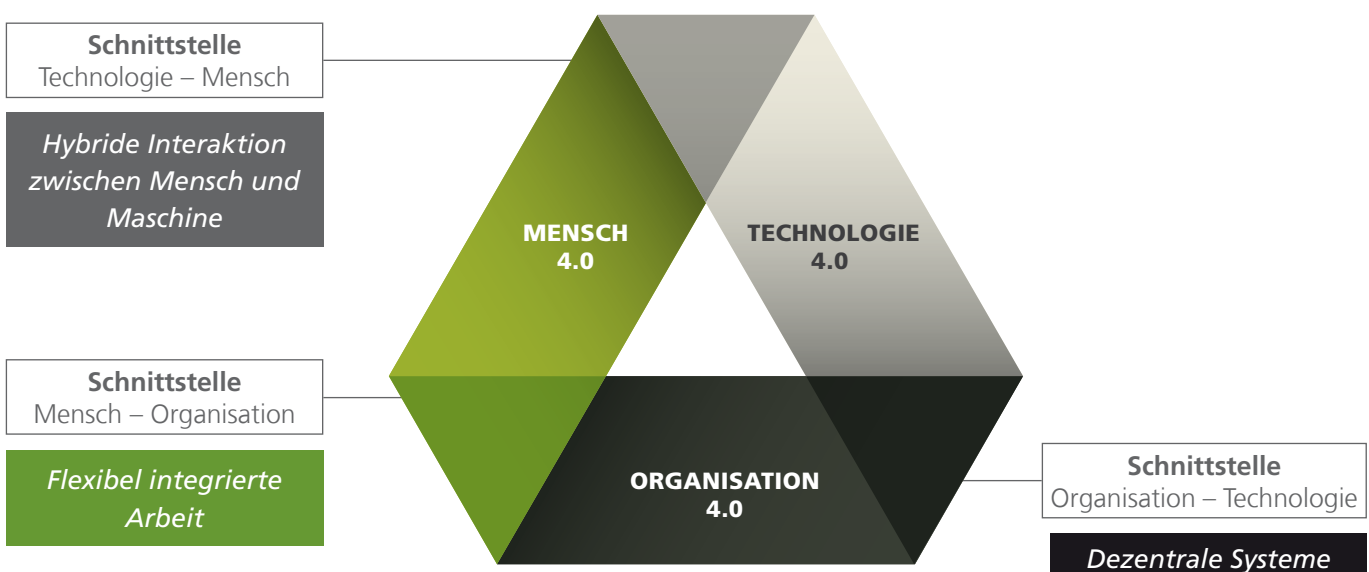 Schnittstelle
Technologie – Mensch
Hybride Interaktion
zwischen Mensch und
Maschine
MENSCH
4.0
TECHNOLOGIE
4.0
Schnittstelle
Mensch – Organisation
Flexibel integrierte
Arbeit
ORGANISATION
4.0
Schnittstelle
Organisation – Technologie
Dezentrale Systeme